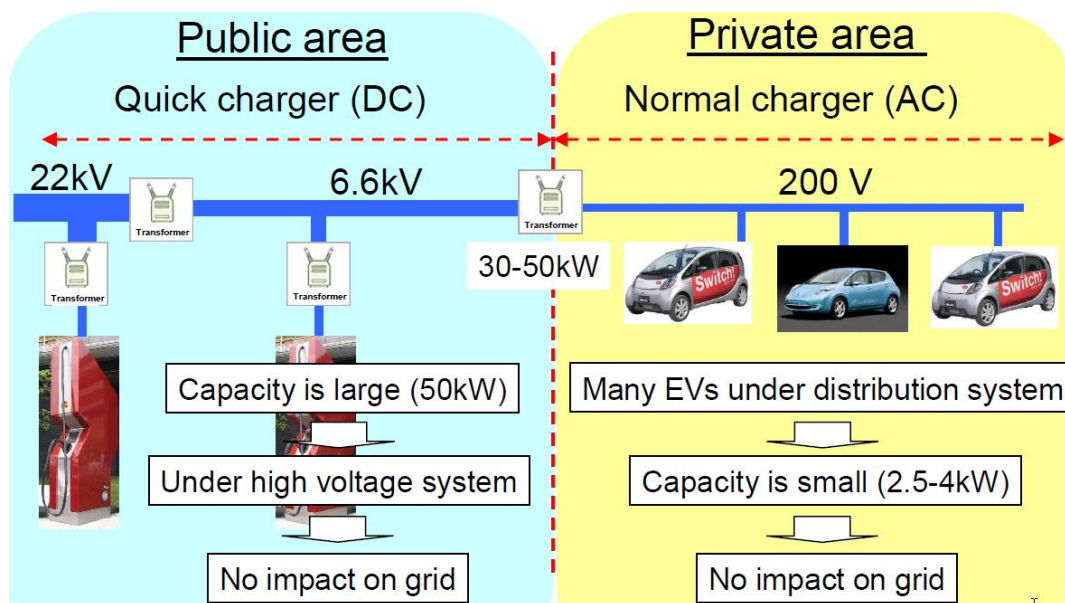 Public area
Private area
Quick charger (DC)
Normal charger (AC)
22kV
6.6kV
200 V
Transformer
Transformer
Transformer
Transformer
30-50kW
Switch!
Switch!
Capacity is large (50kW)
Many EVs under distribution system
Under high voltage system
Capacity is small (2.5-4kW)
No impact on grid
No impact on grid